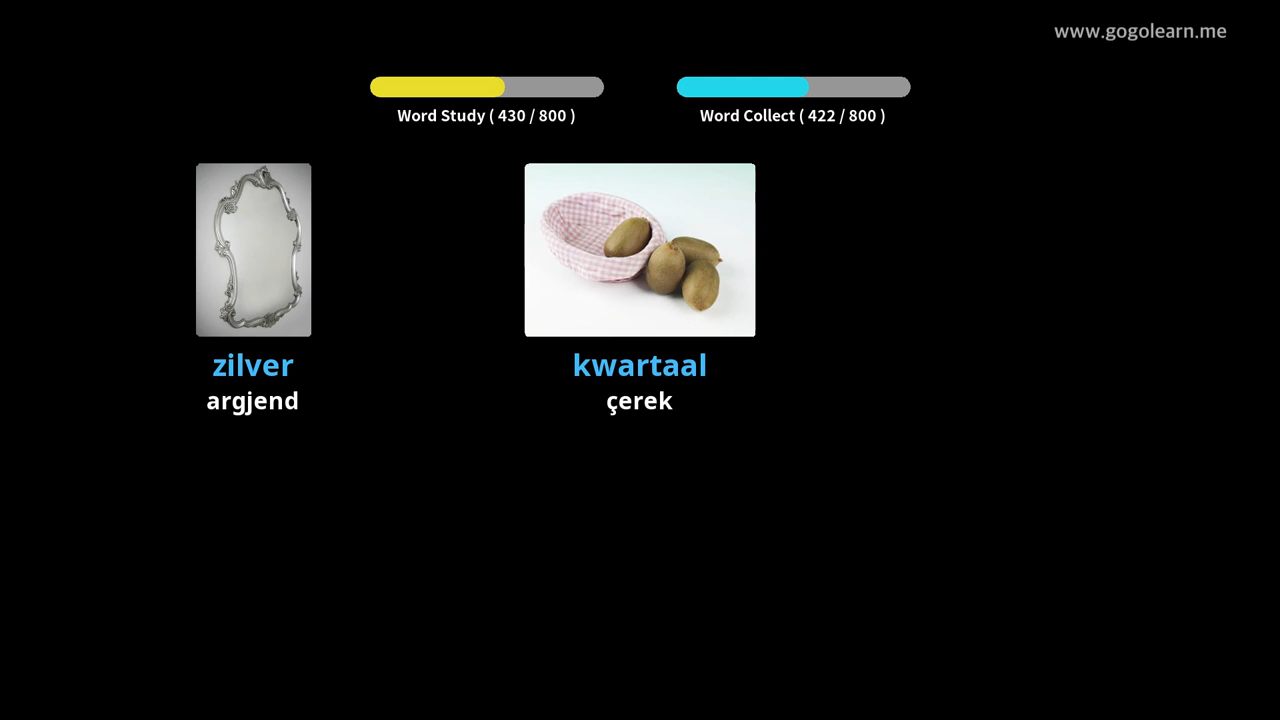 www.gogolearn.me
Word Study ( 430 / 800 )
Word Collect ( 422 / 800 )
zilver
argjend
kwartaal
çerek